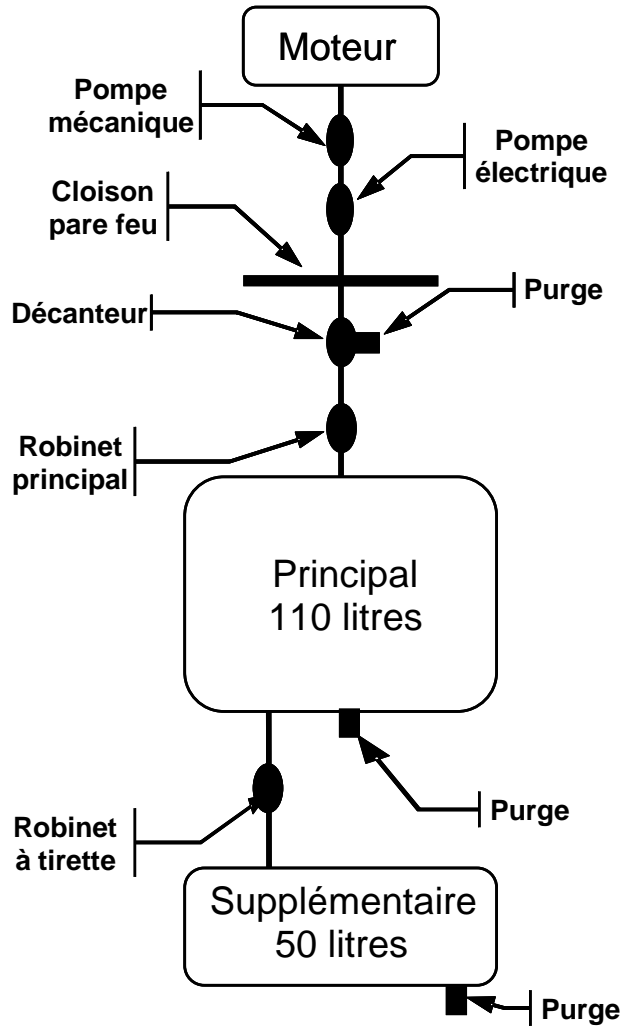 Moteur
Pompe
mécanique
Pompe
électrique
Cloison
pare feu
Purge
Décanteur
Robinet
principal
Principal
110 litres
Purge
Robinet
à tirette
Supplémentaire
50 litres
Purge